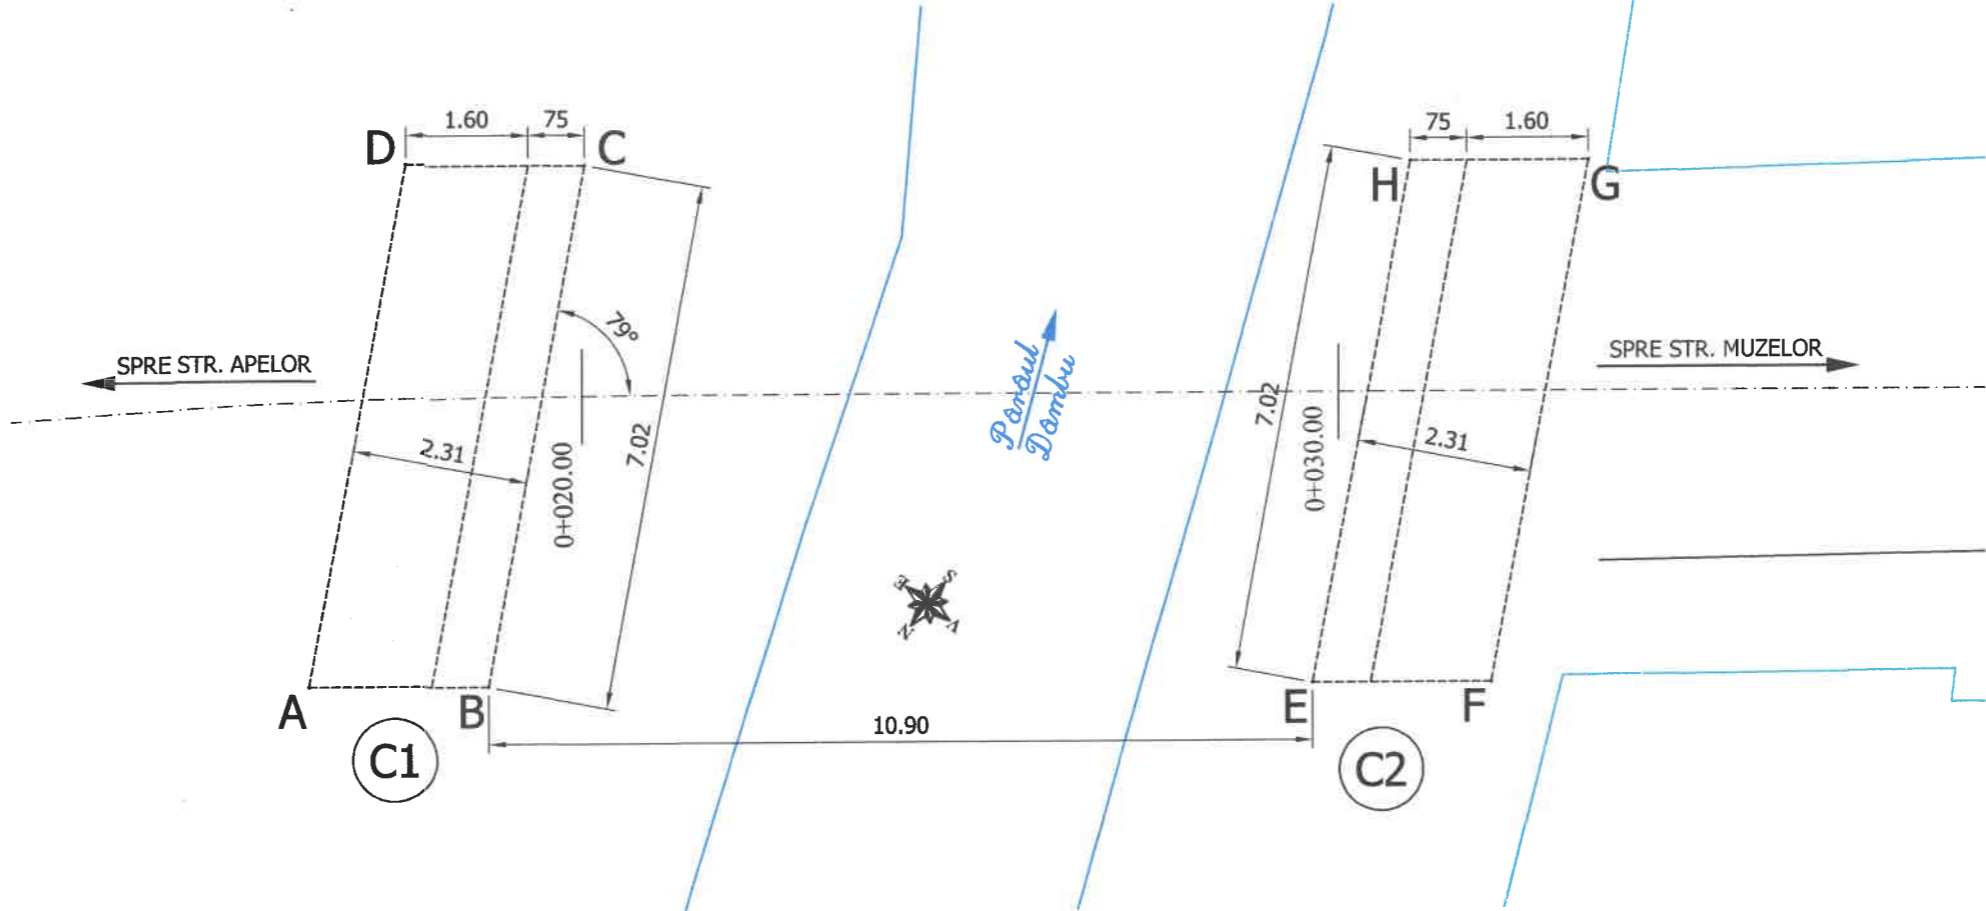 1.60
75
D
C
75
1.60
H
G
79°
SPRE STR. APELOR
SPRE STR. MUZELOR
Pârâul
Dâmbu
7.02
7.02
2.31
2.31
0+020.00
0+030.00
E
S
N
V
A
B
E
F
10.90
C1
C2